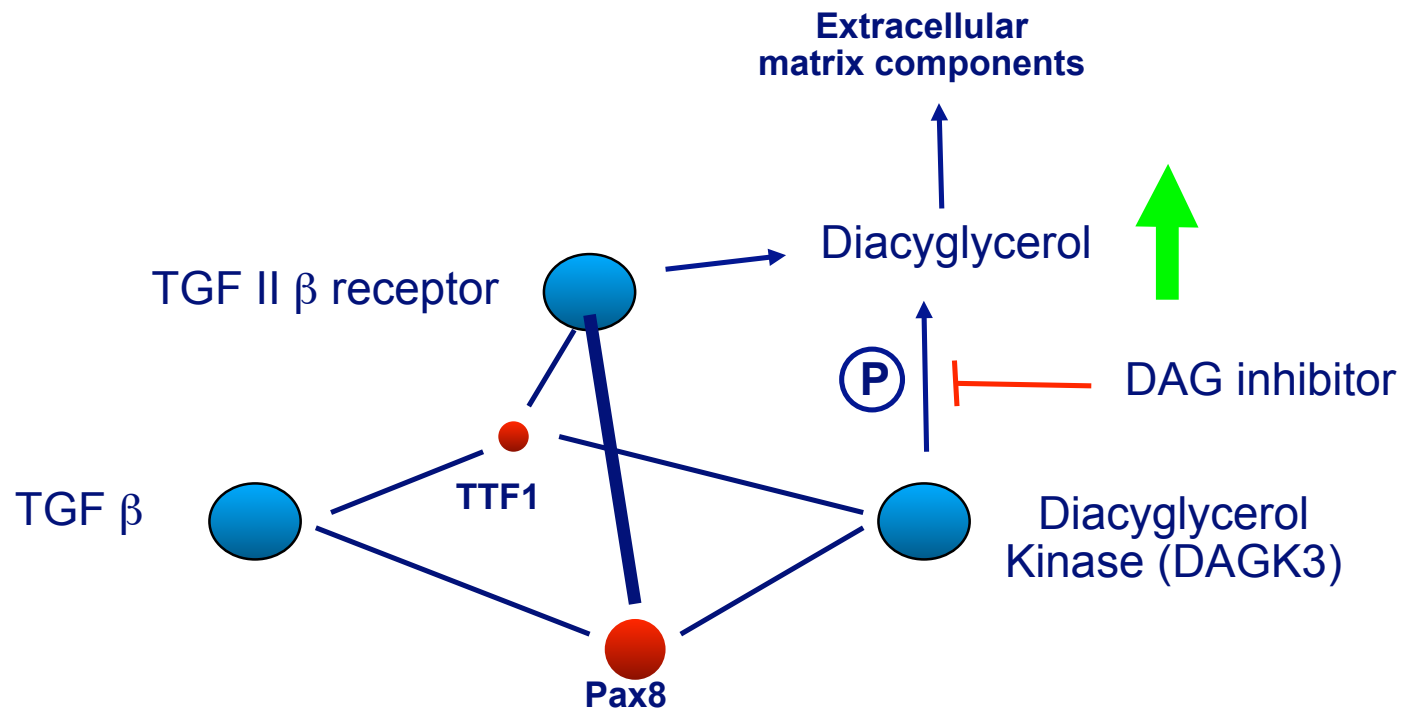 Extracellular
matrix components
Diacyglycerol
TGF II β receptor
P
DAG inhibitor
TTF1
TGF β
Diacyglycerol
Kinase (DAGK3)
Pax8